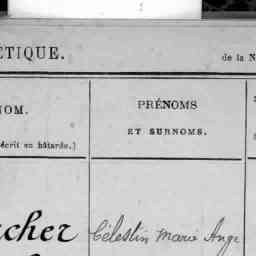 ÉTIQUE.
de la N
NOM.
PRÉNOMS
ET SURNOMS.
écrit en bâtarde.)
cher
Célestin Marie Ange